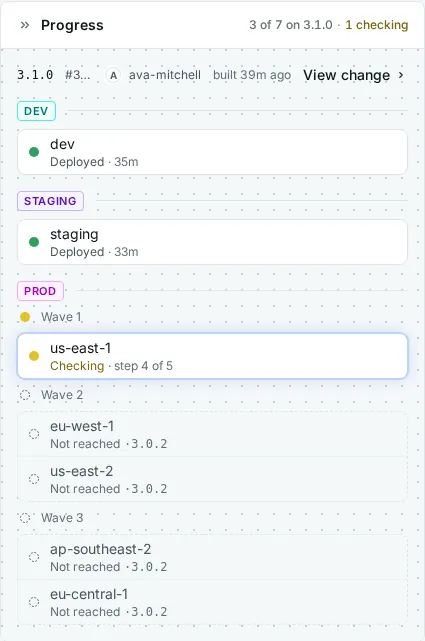 » Progress 3 of 7 on 3.1.0 · 1 checking
3.1.0 #3... A ava-mitchell built 39m ago View change ›
DEV
dev
Deployed · 35m
STAGING
staging
Deployed · 33m
PROD
Wave 1
us-east-1
Checking · step 4 of 5
Wave 2
eu-west-1
Not reached ·3.0.2
us-east-2
Not reached ·3.0.2
Wave 3
ap-southeast-2
Not reached ·3.0.2
eu-central-1
Not reached ·3.0.2